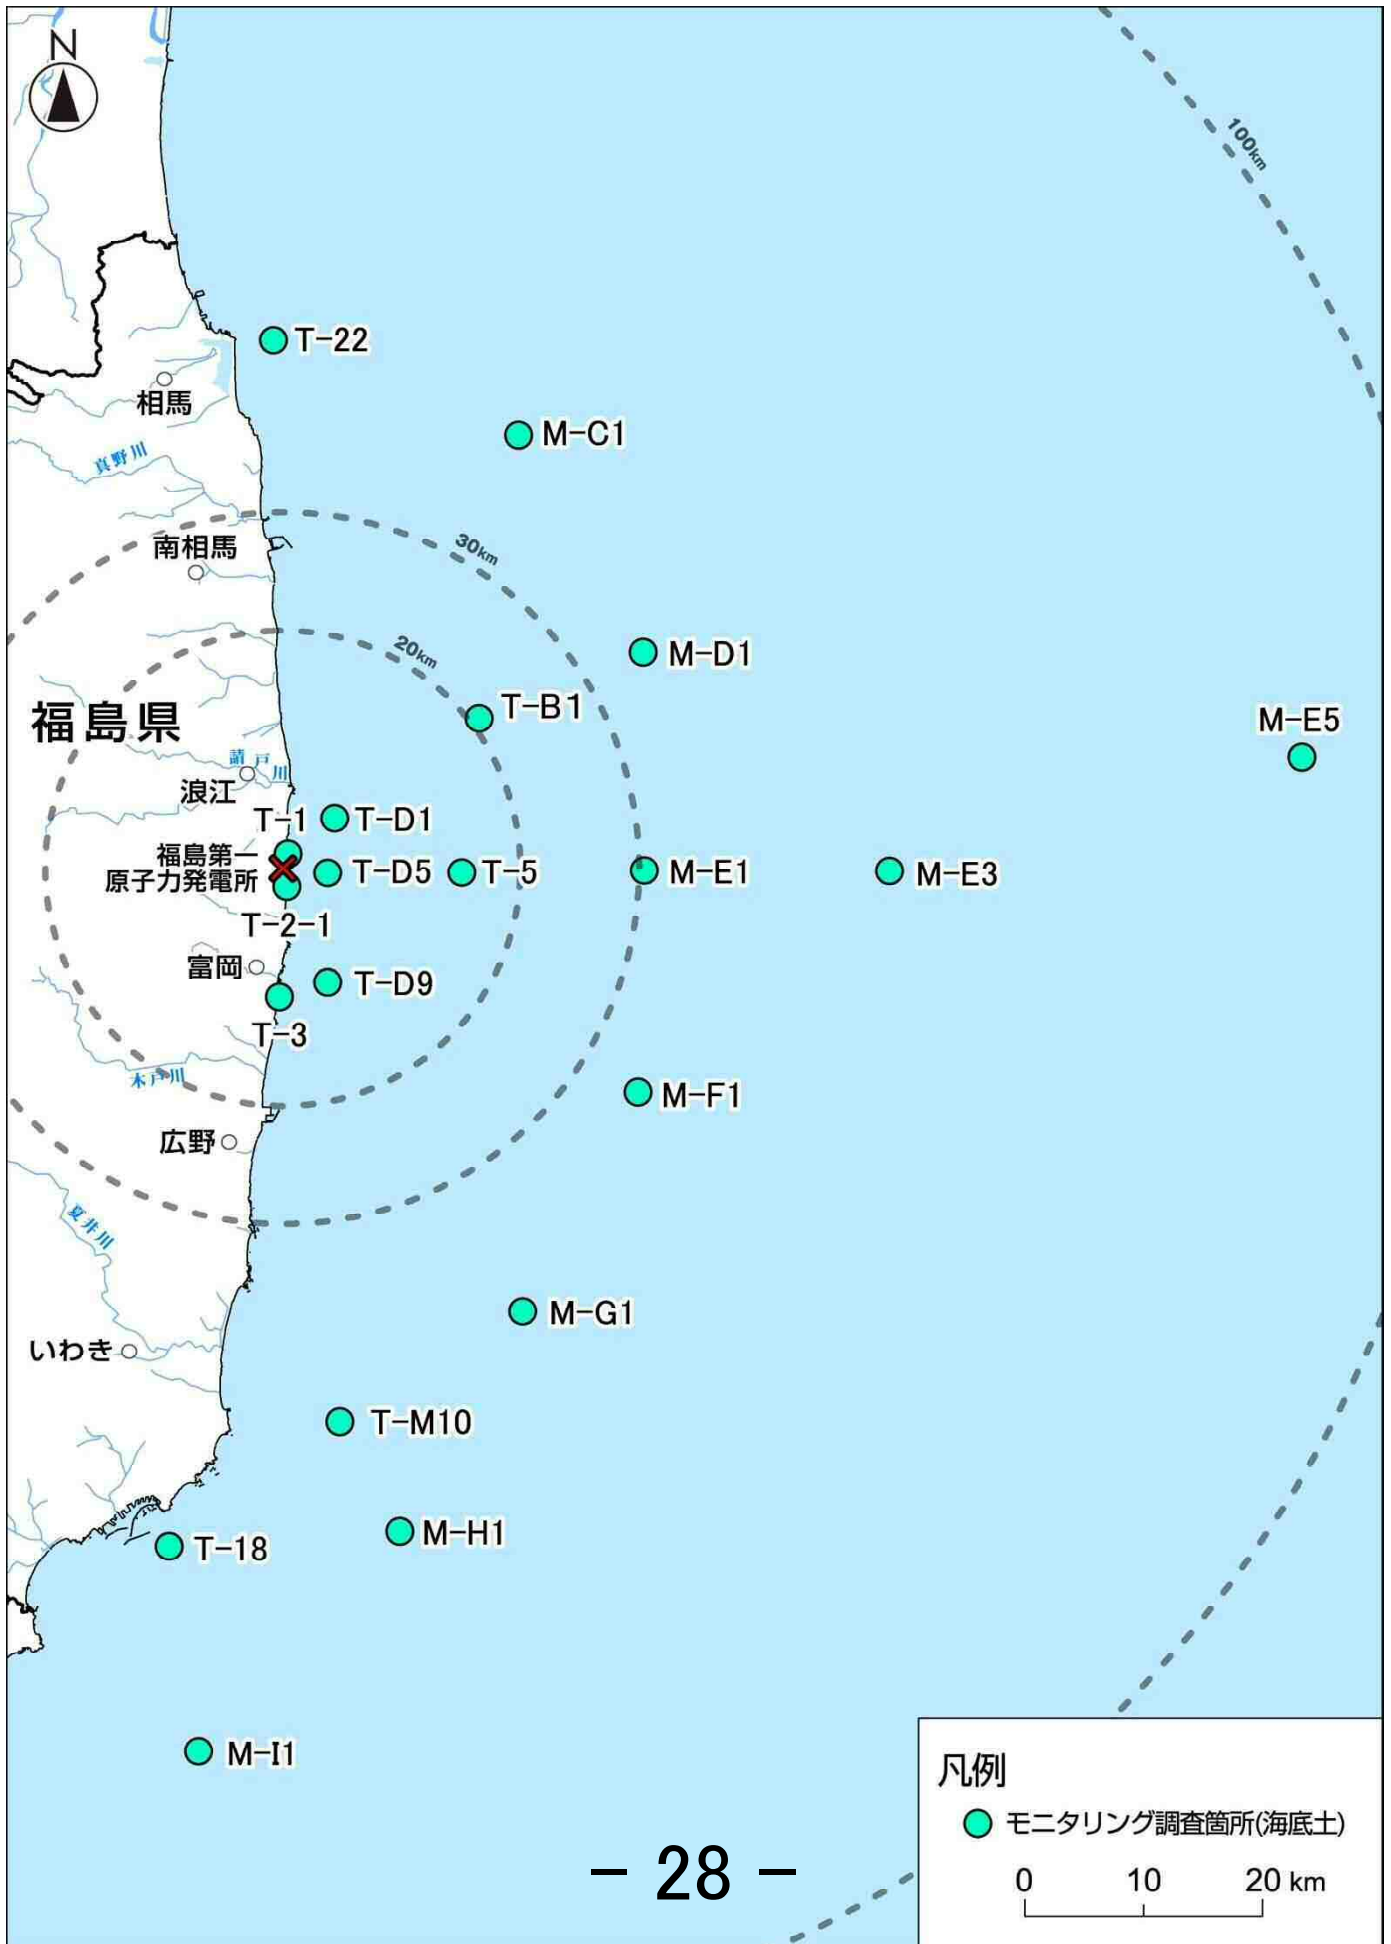 N
100km
T-22
相馬
M-C1
真野川
30km
南相馬
20km
M-D1
福島県
T-B1
M-E5
請戸川
浪江
T-1
T-D1
福島第一
原子力発電所
T-D5
T-5
M-E1
M-E3
T-2-1
富岡
T-D9
T-3
木戸川
M-F1
広野
夏井川
M-G1
いわき
T-M10
M-H1
T-18
M-I1
凡例
モニタリング調査箇所(海底土)
0 10 20 km
- 28 -